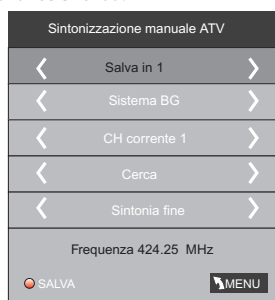 Sintonizzazione manuale ATV
Salva in 1
Sistema BG
CH corrente 1
Cerca
Sintonia fine
Frequenza 424.25 MHz
SALVA MENU